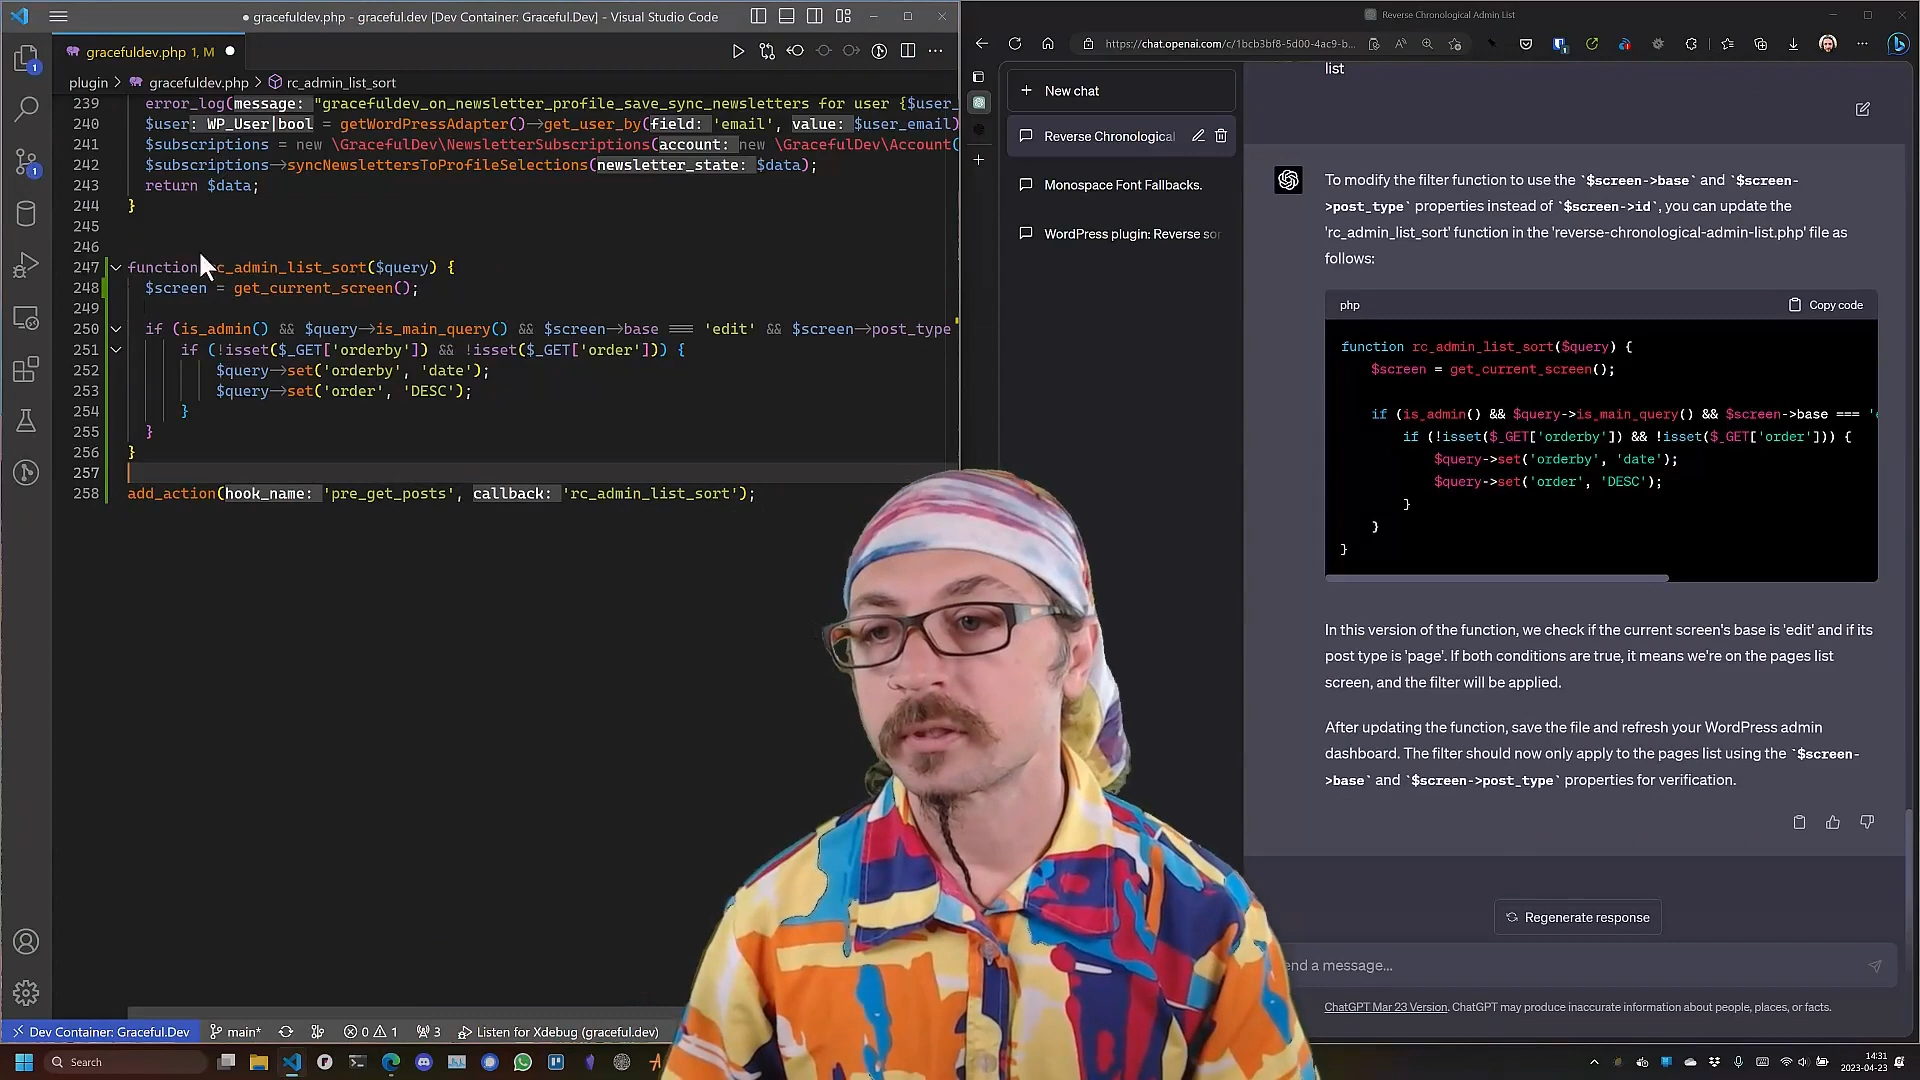 gracefuldev.php - graceful.dev [Dev Container: Graceful.Dev] - Visual Studio Code
gracefuldev.php 1, M
plugin > gracefuldev.php > rc_admin_list_sort
239 error_log(message: "gracefuldev_on_newsletter_profile_save_sync_newsletters for user {$user_
240 $user: WP_User|bool = getWordPressAdapter()->get_user_by(field: 'email', value: $user_email)
241 $subscriptions = new \GracefulDev\NewsletterSubscriptions(account: new \GracefulDev\Account(
242 $subscriptions->syncNewslettersToProfileSelections(newsletter_state: $data);
243 return $data;
244 }
245
246
247 function rc_admin_list_sort($query) {
248 $screen = get_current_screen();
249
250 if (is_admin() && $query->is_main_query() && $screen->base === 'edit' && $screen->post_type
251 if (!isset($_GET['orderby']) && !isset($_GET['order'])) {
252 $query->set('orderby', 'date');
253 $query->set('order', 'DESC');
254 }
255 }
256 }
257
258 add_action(hook_name: 'pre_get_posts', callback: 'rc_admin_list_sort');
Dev Container: Graceful.Dev main* 0 1 3 Listen for Xdebug (graceful.dev)
Reverse Chronological Admin List
https://chat.openai.com/c/1bcb3bf8-5d00-4ac9-b...
New chat
Reverse Chronological
Monospace Font Fallbacks.
WordPress plugin: Reverse sor
list
To modify the filter function to use the `$screen->base` and `$screen-
>post_type` properties instead of `$screen->id`, you can update the
'rc_admin_list_sort' function in the 'reverse-chronological-admin-list.php' file as
follows:
php Copy code
function rc_admin_list_sort($query) {
$screen = get_current_screen();
if (is_admin() && $query->is_main_query() && $screen->base === 'e
if (!isset($_GET['orderby']) && !isset($_GET['order'])) {
$query->set('orderby', 'date');
$query->set('order', 'DESC');
}
}
}
In this version of the function, we check if the current screen's base is 'edit' and if its
post type is 'page'. If both conditions are true, it means we're on the pages list
screen, and the filter will be applied.
After updating the function, save the file and refresh your WordPress admin
dashboard. The filter should now only apply to the pages list using the `$screen-
>base` and `$screen->post_type` properties for verification.
Regenerate response
end a message...
ChatGPT Mar 23 Version. ChatGPT may produce inaccurate information about people, places, or facts.
Search
14:31
2023-04-23